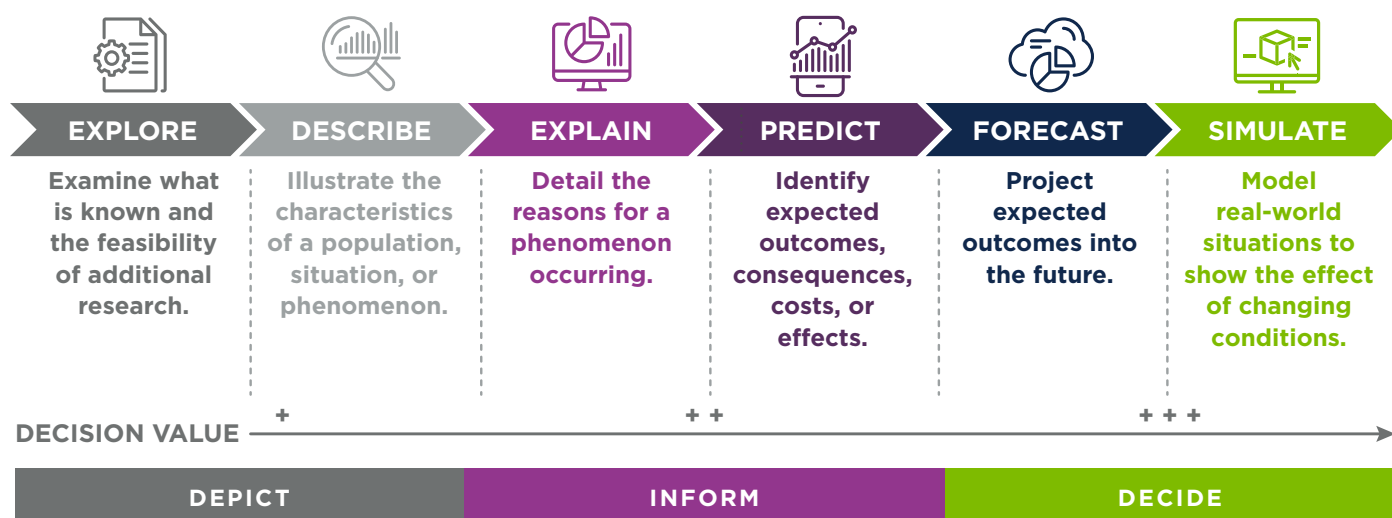 EXPLORE
DESCRIBE
EXPLAIN
PREDICT
FORECAST
SIMULATE
Examine what
is known and
the feasibility
of additional
research.
Illustrate the
characteristics
of a population,
situation, or
phenomenon.
Detail the
reasons for a
phenomenon
occurring.
Identify
expected
outcomes,
consequences,
costs, or
effects.
Project
expected
outcomes into
the future.
Model
real-world
situations to
show the effect
of changing
conditions.
+
+ +
+ + +
DECISION VALUE
DEPICT
INFORM
DECIDE